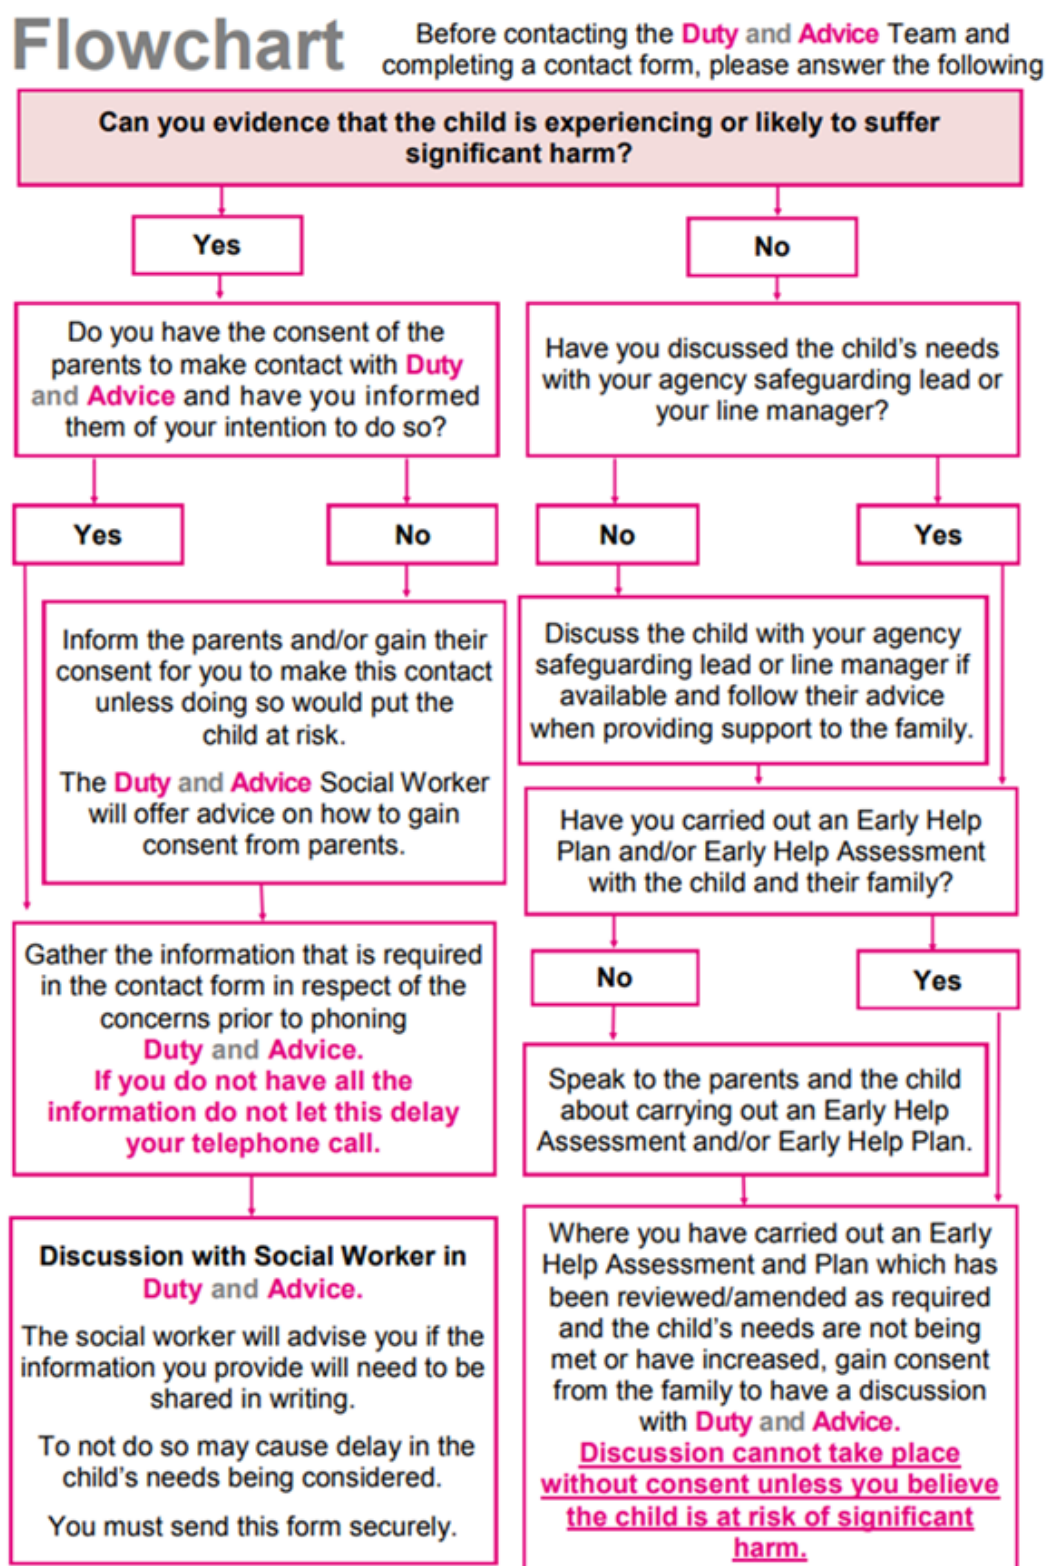 Flowchart
Before contacting the Duty and Advice Team and
completing a contact form, please answer the following
Can you evidence that the child is experiencing or likely to suffer
significant harm?
Yes
No
Do you have the consent of the
parents to make contact with Duty
and Advice and have you informed
them of your intention to do so?
Have you discussed the child's needs
with your agency safeguarding lead or
your line manager?
Yes
No
No
Yes
Inform the parents and/or gain their
consent for you to make this contact
unless doing so would put the
child at risk.
The Duty and Advice Social Worker
will offer advice on how to gain
consent from parents.
Discuss the child with your agency
safeguarding lead or line manager if
available and follow their advice
when providing support to the family.
Have you carried out an Early Help
Plan and/or Early Help Assessment
with the child and their family?
Gather the information that is required
in the contact form in respect of the
concerns prior to phoning
Duty and Advice.
If you do not have all the
information do not let this delay
your telephone call.
No
Yes
Speak to the parents and the child
about carrying out an Early Help
Assessment and/or Early Help Plan.
Discussion with Social Worker in
Duty and Advice.
The social worker will advise you if the
information you provide will need to be
shared in writing.
To not do so may cause delay in the
child's needs being considered.
You must send this form securely.
Where you have carried out an Early
Help Assessment and Plan which has
been reviewed/amended as required
and the child's needs are not being
met or have increased, gain consent
from the family to have a discussion
with Duty and Advice.
Discussion cannot take place
without consent unless you believe
the child is at risk of significant
harm.